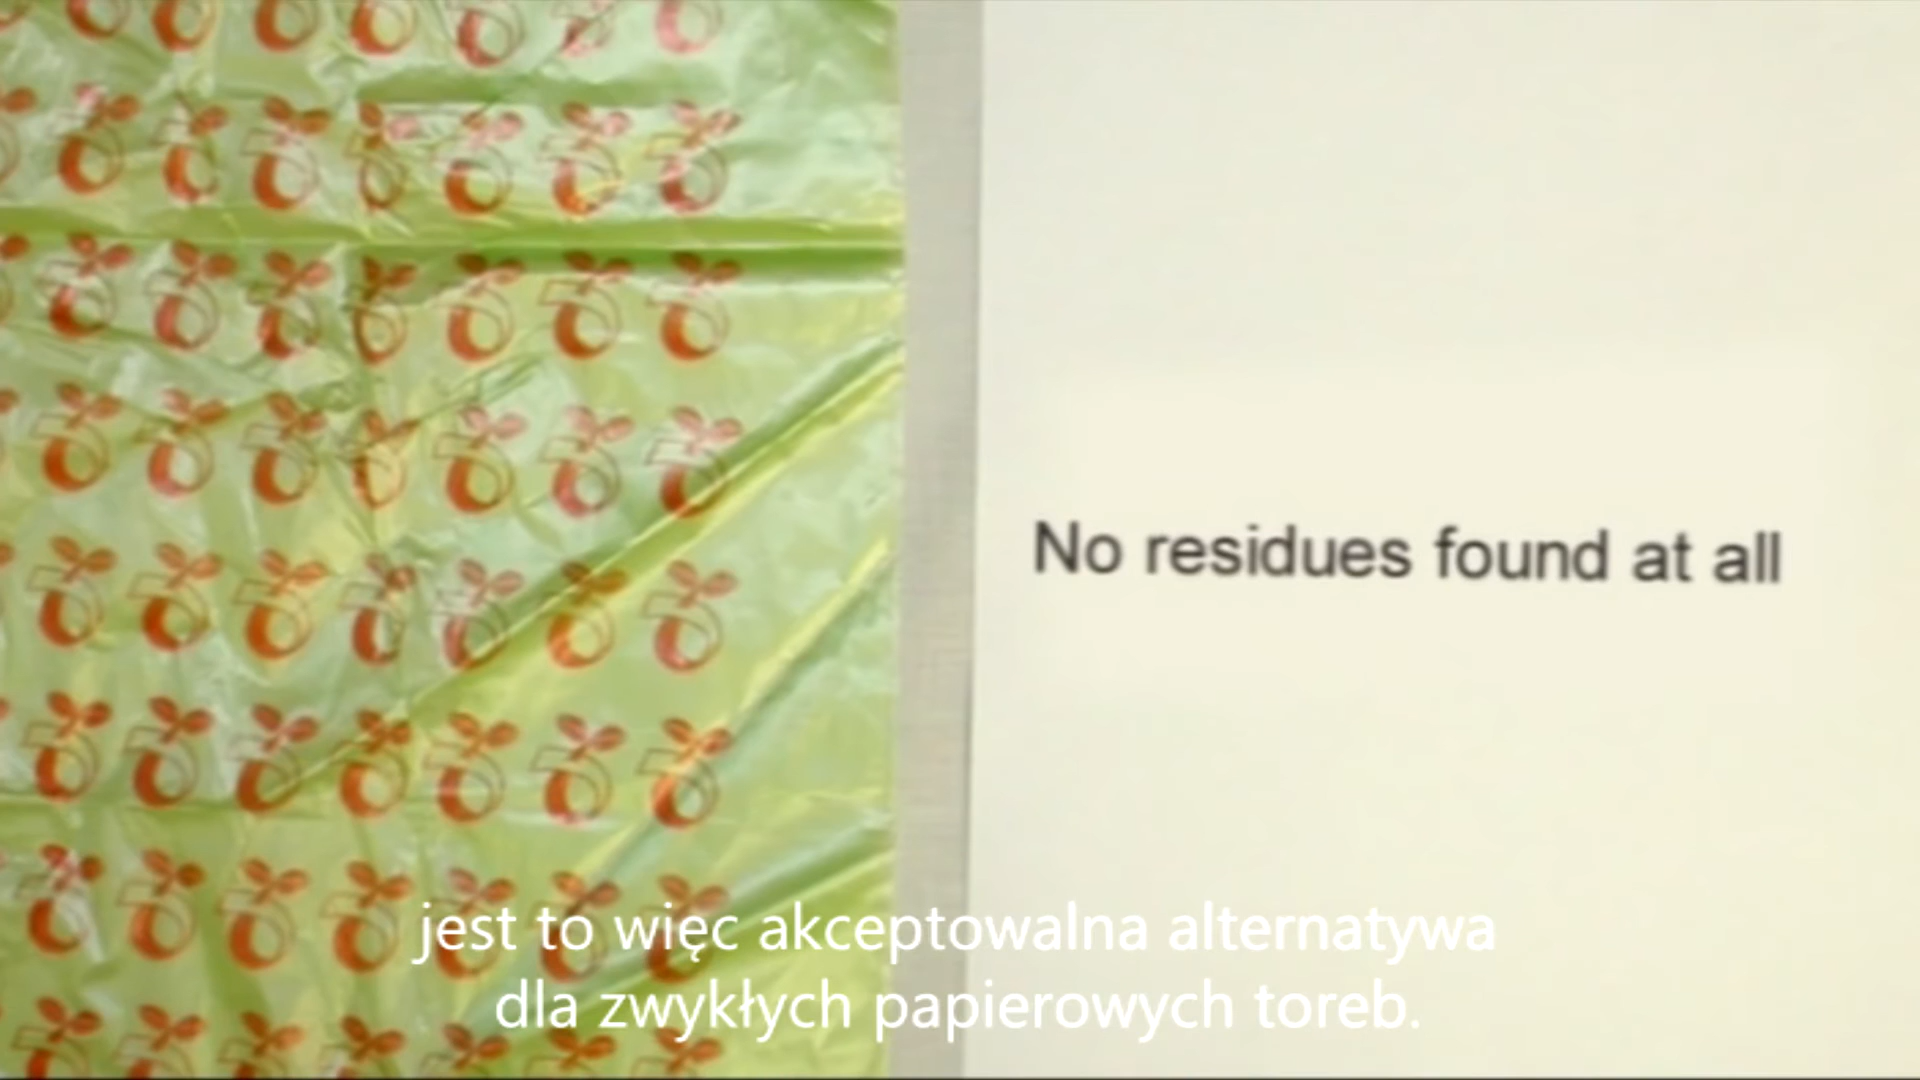 No residues found at all
jest to więc akceptowalna alternatywa
dla zwykłych papierowych toreb.